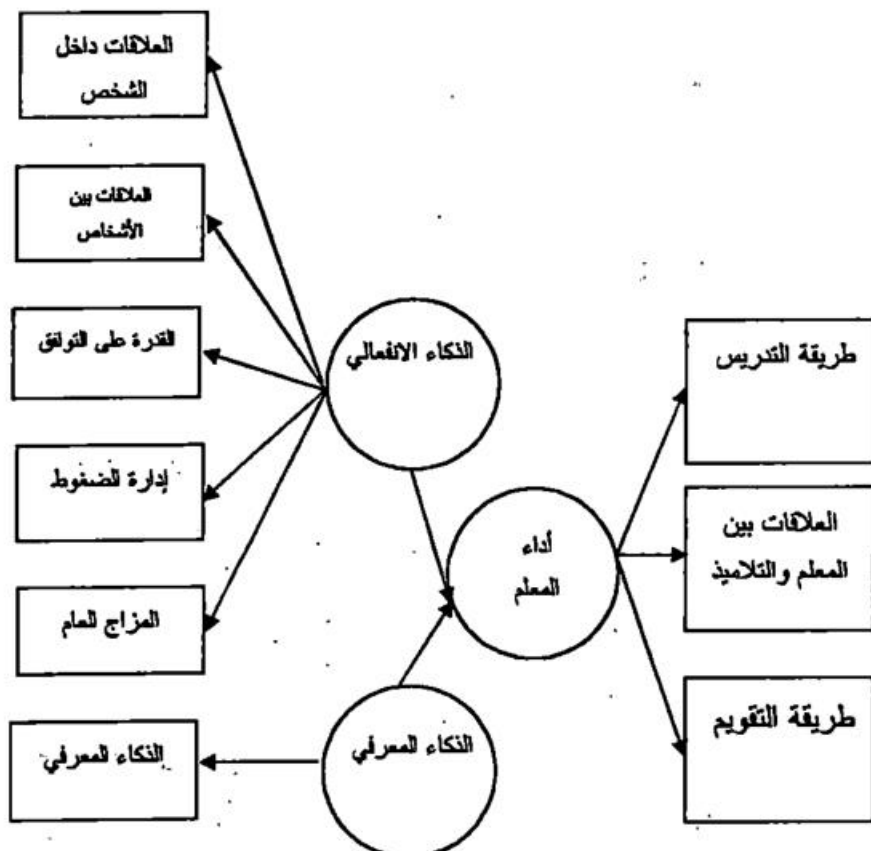 العلاقات داخل
الشخص
العلاقات بين
الأشخاص
القدرة على التوافق
إدارة الضغوط
المزاج العام
الذكاء المعرفي
الذكاء الانفعالي
الذكاء المعرفي
أداء
المعلم
طريقة التدريس
العلاقات بين
المعلم والتلاميذ
طريقة التقويم